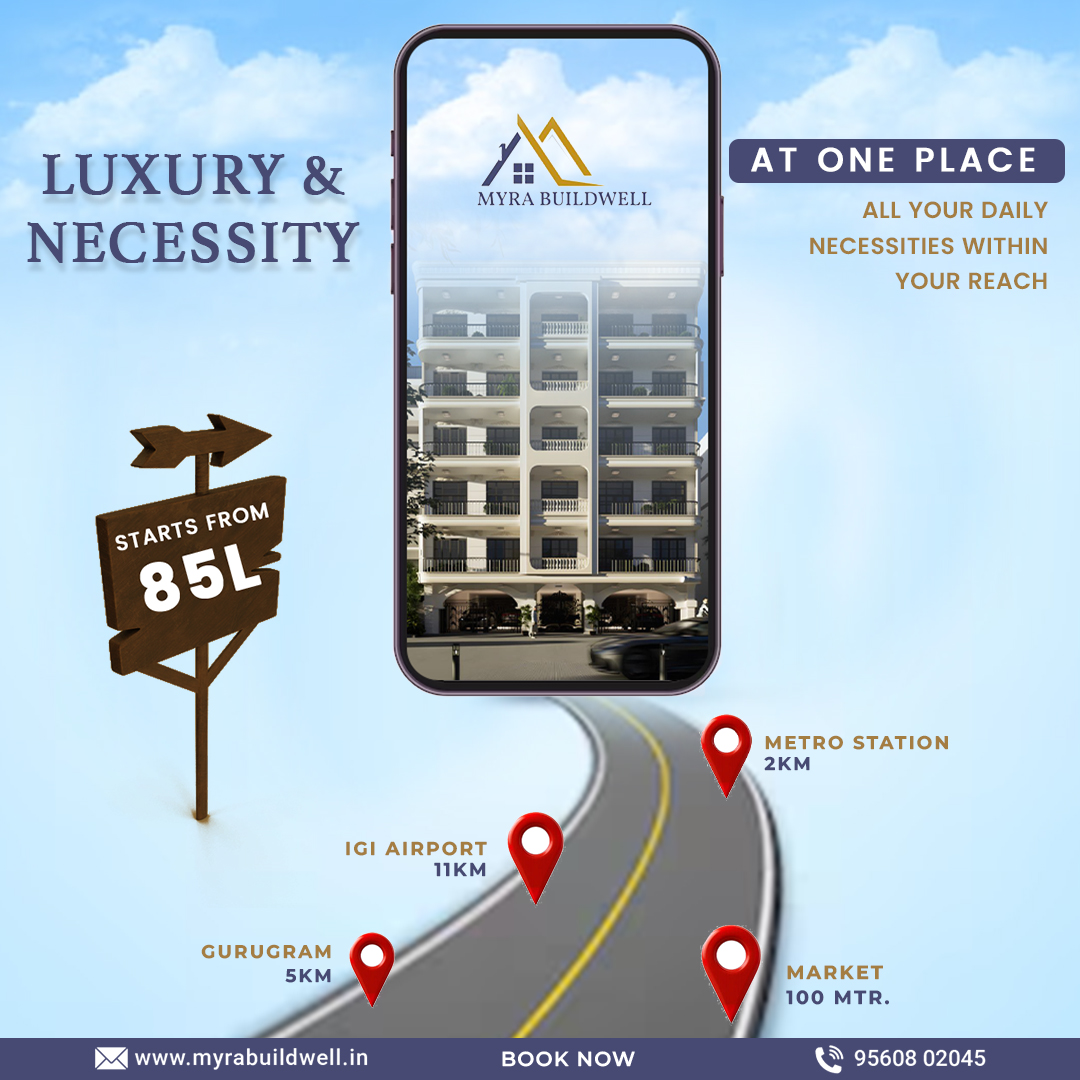 LUXURY &
NECESSITY
MYRA BUILDWELL
AT ONE PLACE
ALL YOUR DAILY
NECESSITIES WITHIN
YOUR REACH
STARTS FROM
85L
METRO STATION
2KM
IGI AIRPORT
11KM
GURUGRAM
5KM
MARKET
100 MTR.
www.myrabuildwell.in
BOOK NOW
95608 02045